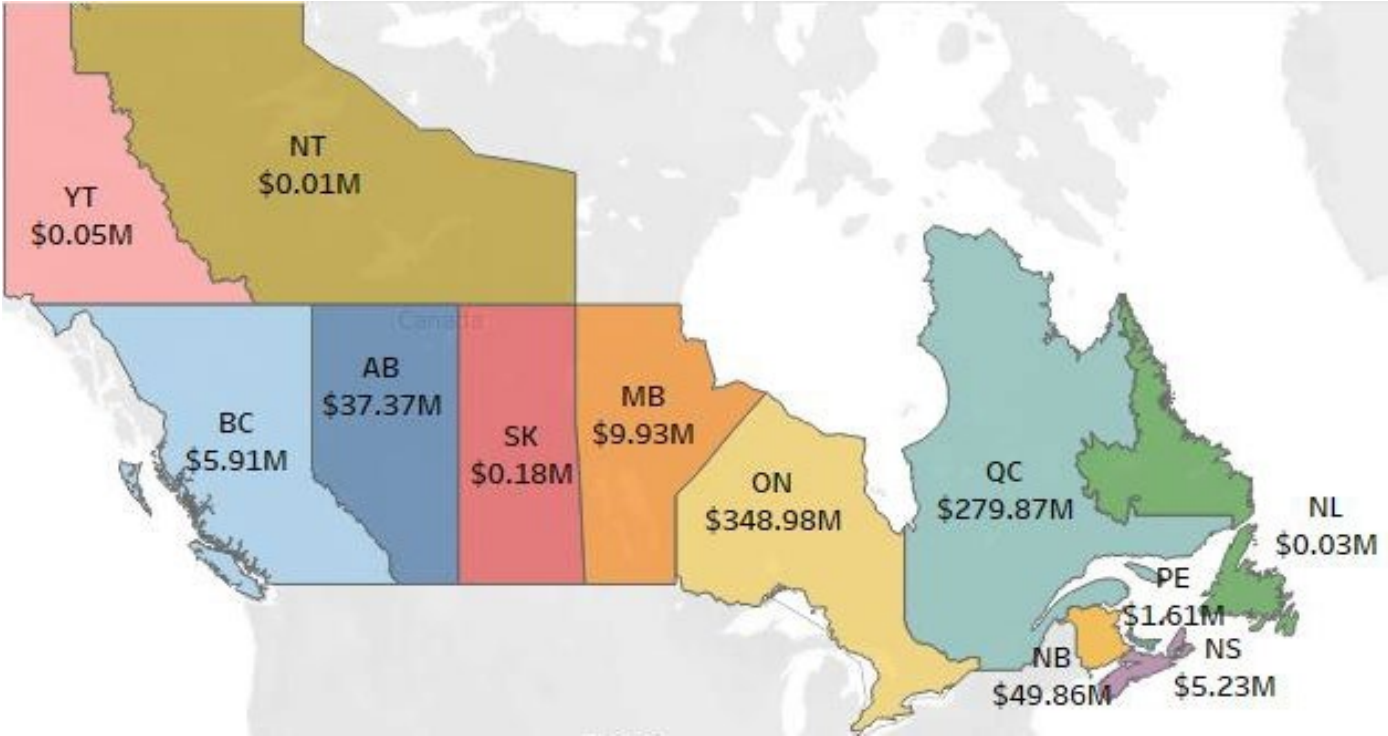 NT
$0.01M
YT
$0.05M
Canada
AB
$37.37M
BC
$5.91M
MB
$9.93M
SK
$0.18M
ON
$348.98M
QC
$279.87M
NL
$0.03M
PE
$1.61M
NB
$49.86M
NS
$5.23M